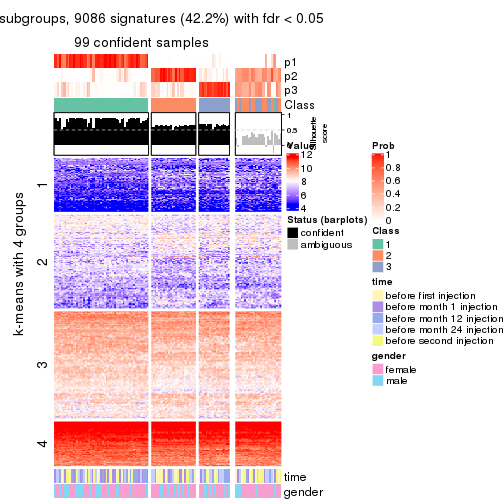 subgroups, 9086 signatures (42.2%) with fdr < 0.05
99 confident samples
p1
p2
p3
Class
1
0.5
0
Silhouette
score
k-means with 4 groups
1
2
3
4
time
gender
Value
12
10
8
6
4
Status (barplots)
confident
ambiguous
Prob
1
0.8
0.6
0.4
0.2
0
Class
1
2
3
time
before first injection
before month 1 injection
before month 12 injection
before month 24 injection
before second injection
gender
female
male